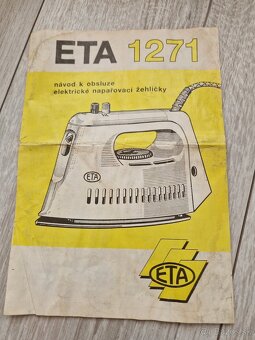 ETA 1271
návod k obsluze
elektrické napařovací žehličky
ETA
ETA